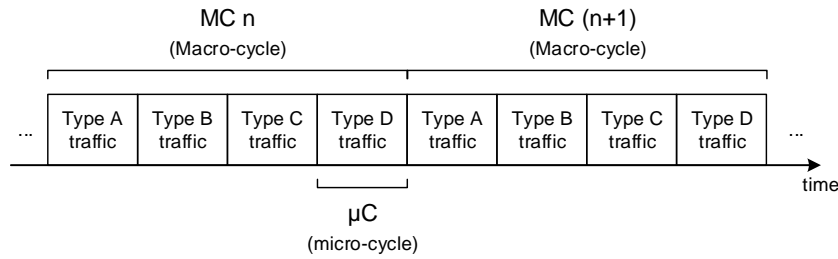 MC n
(Macro-cycle)
MC (n+1)
(Macro-cycle)
...
Type A
traffic
Type B
traffic
Type C
traffic
Type D
traffic
Type A
traffic
Type B
traffic
Type C
traffic
Type D
traffic
...
time
µC
(micro-cycle)